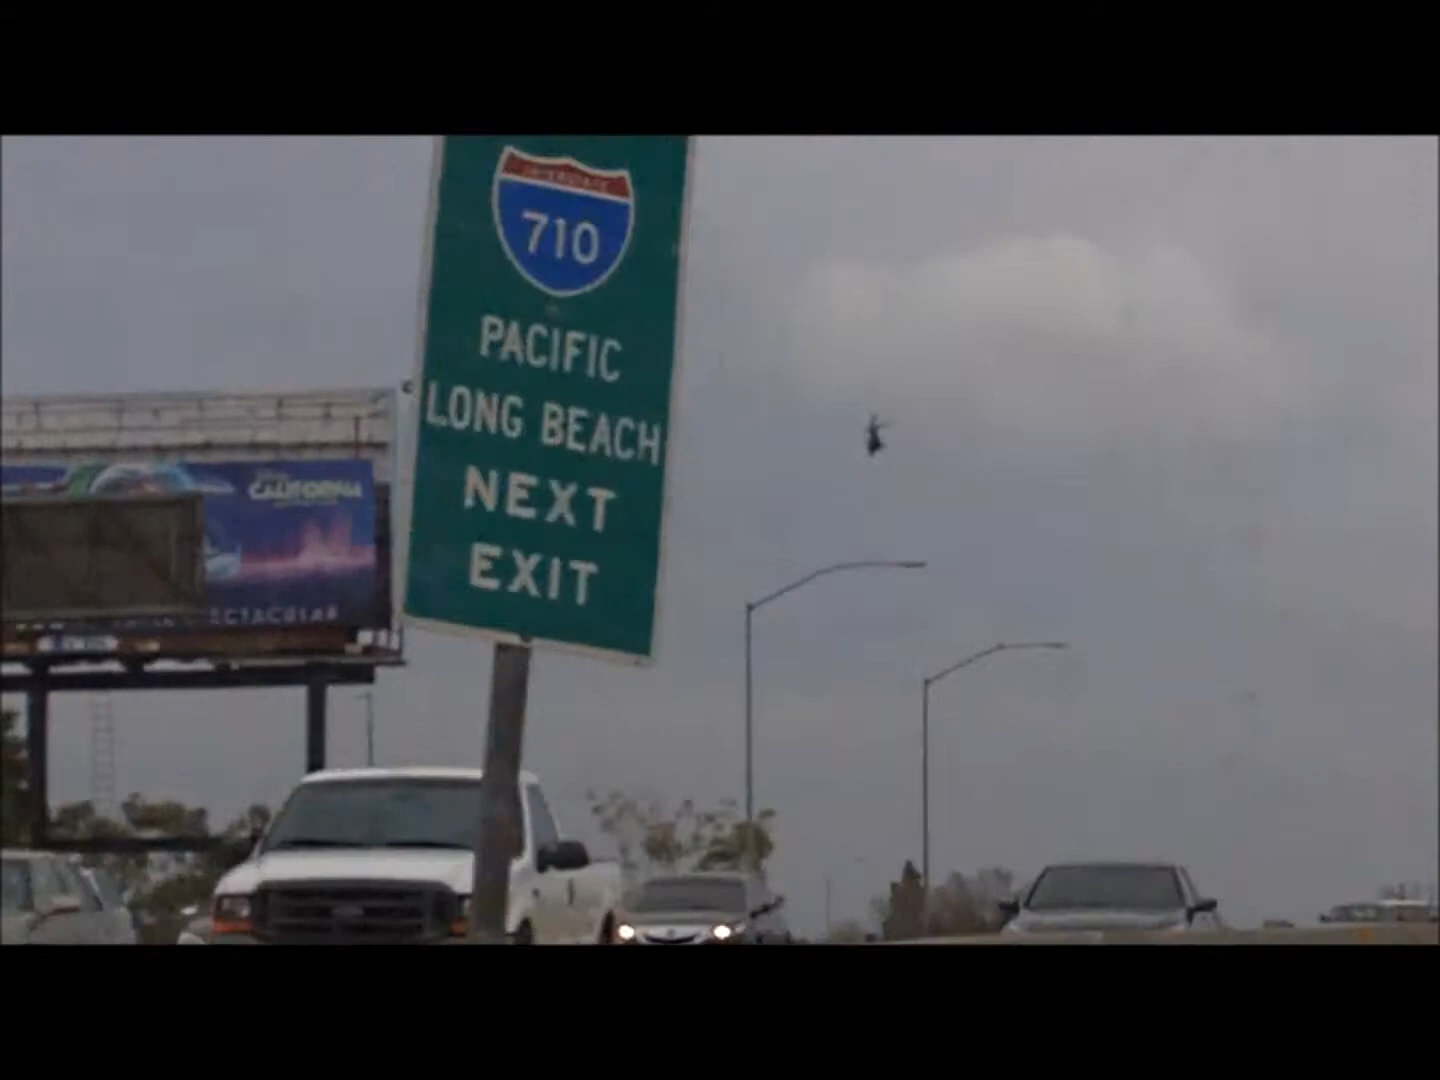 INTERSTATE
710
PACIFIC
LONG BEACH
NEXT
EXIT
CALIFORNIA